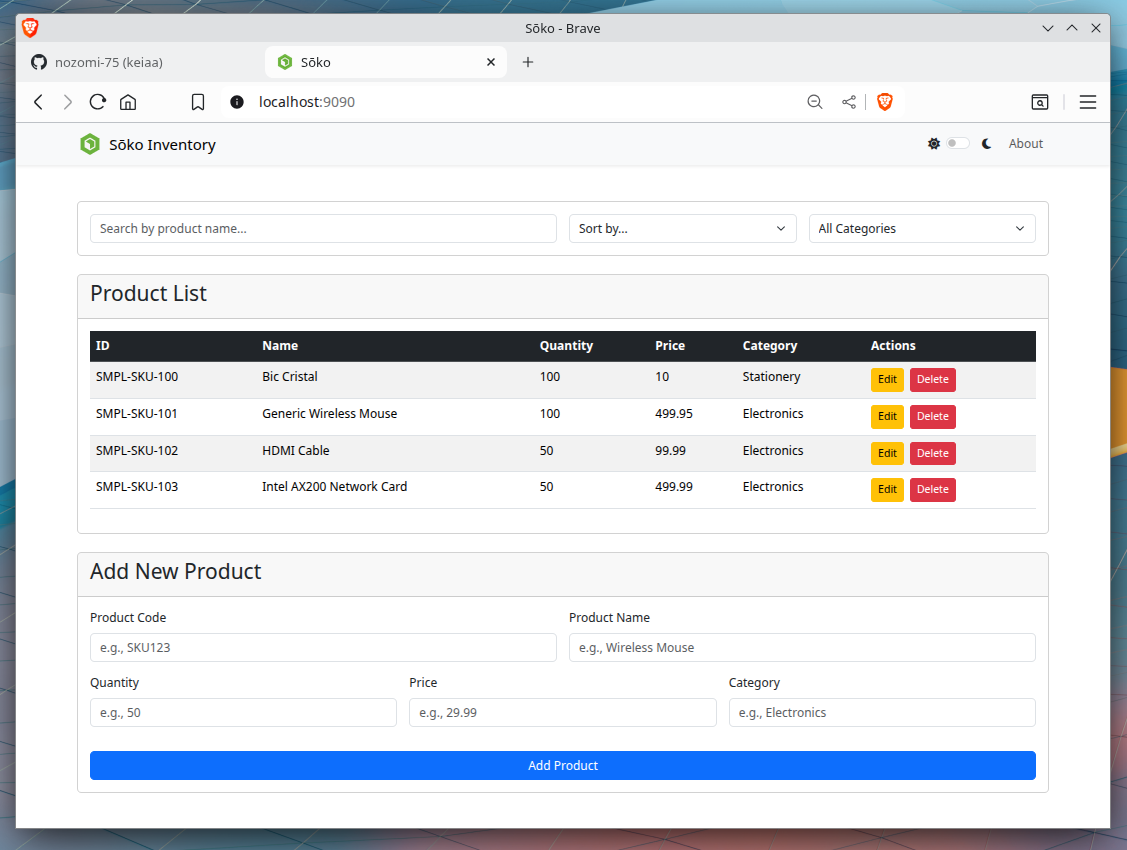 Sōko - Brave
nozomi-75 (keiaa)
Sōko
localhost:9090
Sōko Inventory
About
Search by product name...
Sort by...
All Categories
Product List
ID Name Quantity Price Category Actions
SMPL-SKU-100 Bic Cristal 100 10 Stationery Edit Delete
SMPL-SKU-101 Generic Wireless Mouse 100 499.95 Electronics Edit Delete
SMPL-SKU-102 HDMI Cable 50 99.99 Electronics Edit Delete
SMPL-SKU-103 Intel AX200 Network Card 50 499.99 Electronics Edit Delete
Add New Product
Product Code Product Name
e.g., SKU123 e.g., Wireless Mouse
Quantity Price Category
e.g., 50 e.g., 29.99 e.g., Electronics
Add Product